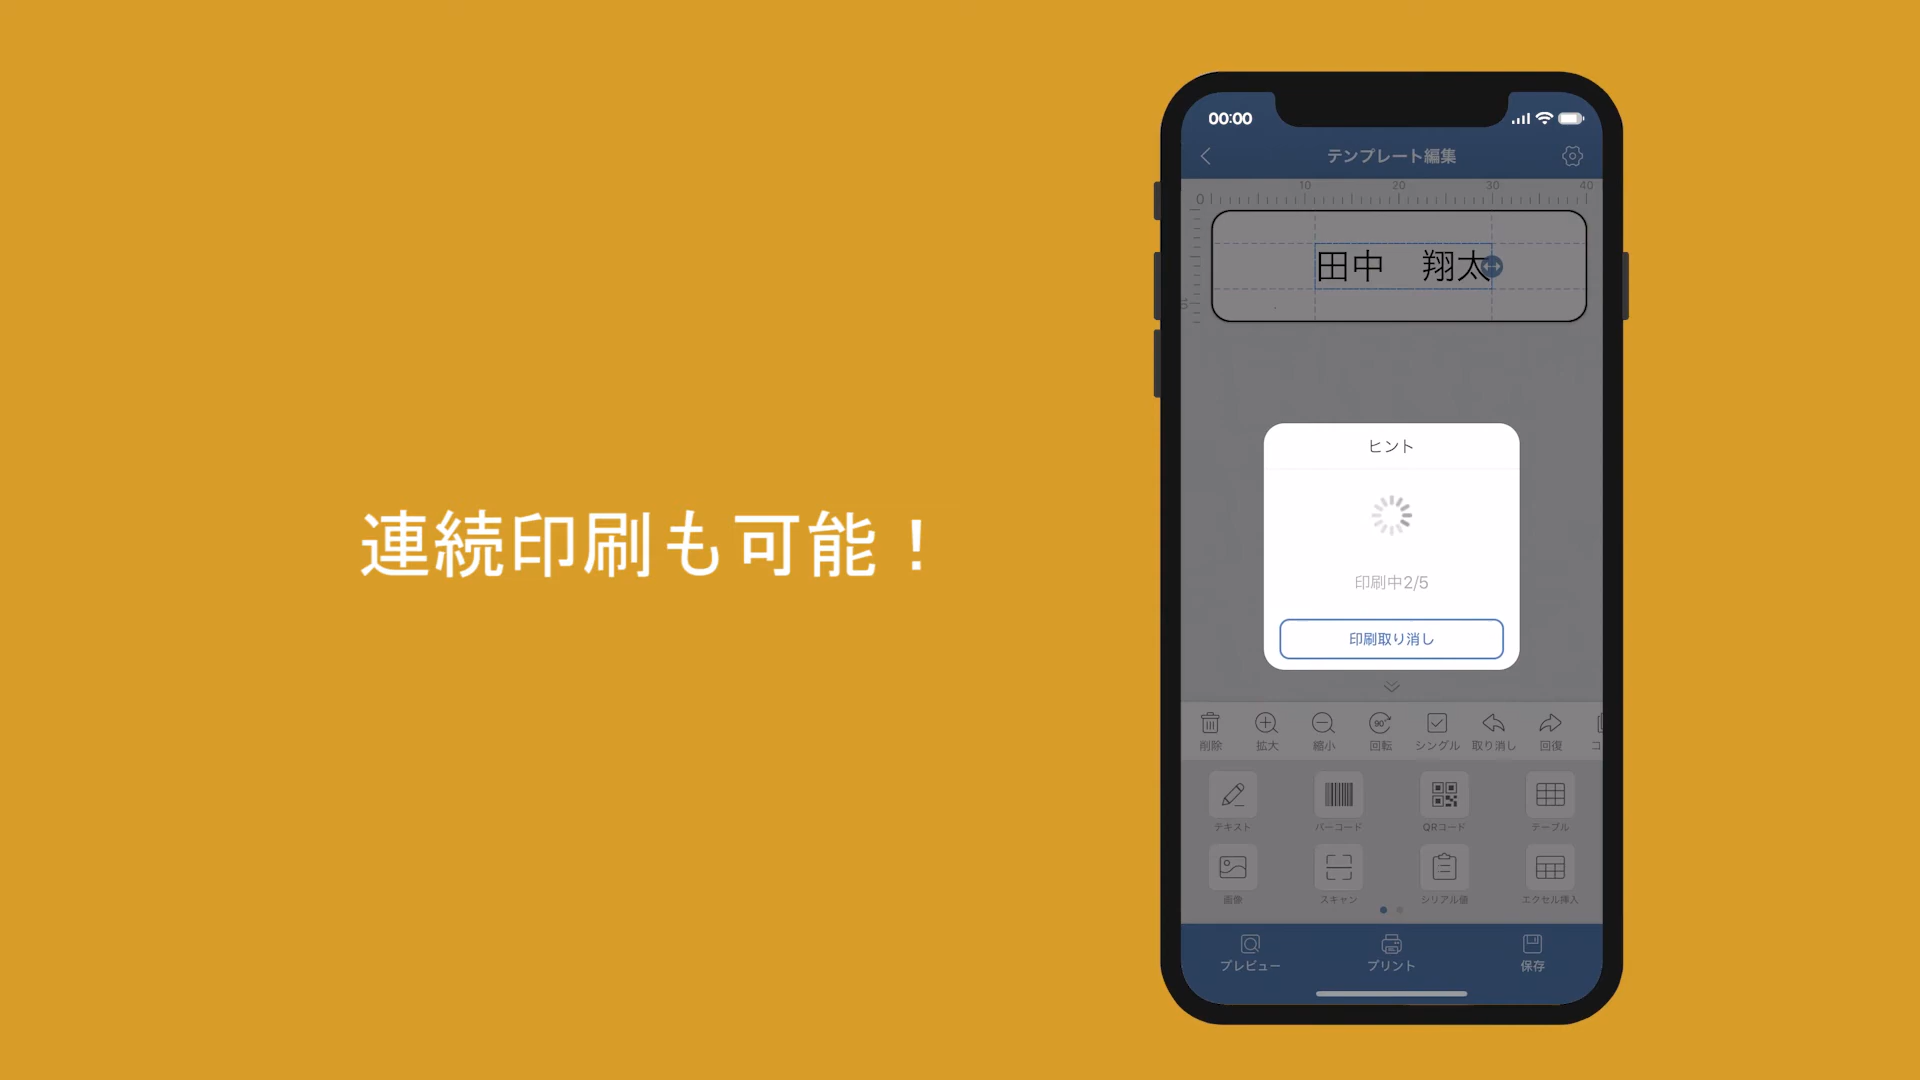 連続印刷も可能！
00:00
テンプレート編集
0 10 20 30 40
田中　翔太
ヒント
印刷中2/5
印刷取り消し
削除 拡大 縮小 回転 シングル 取り消し 回復 コ
90°
テキスト バーコード QRコード テーブル
画像 スキャン シリアル値 エクセル挿入
プレビュー プリント 保存